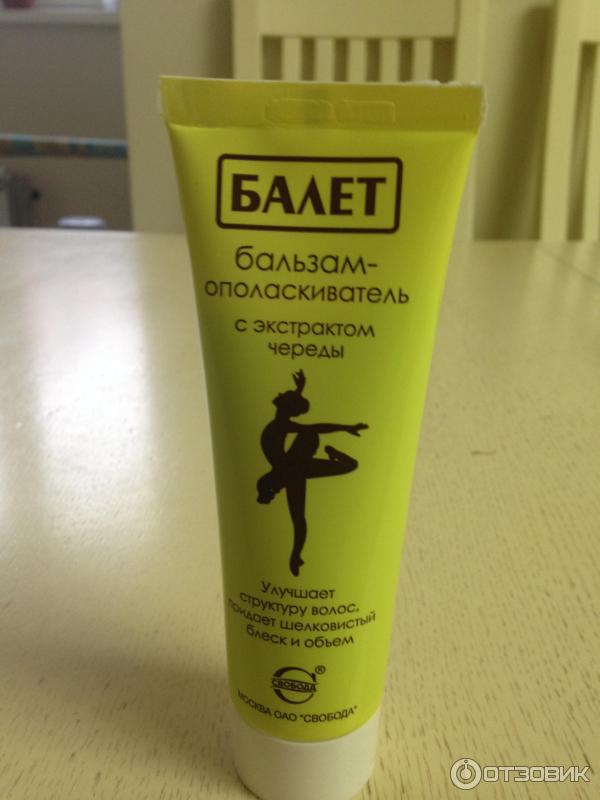 БАЛЕТ
бальзам-
ополаскиватель
с экстрактом
череды
Улучшает
структуру волос,
придает шелковистый
блеск и объем
СВОБОДА ®
МОСКВА ОАО "СВОБОДА"
ОТЗОВИК